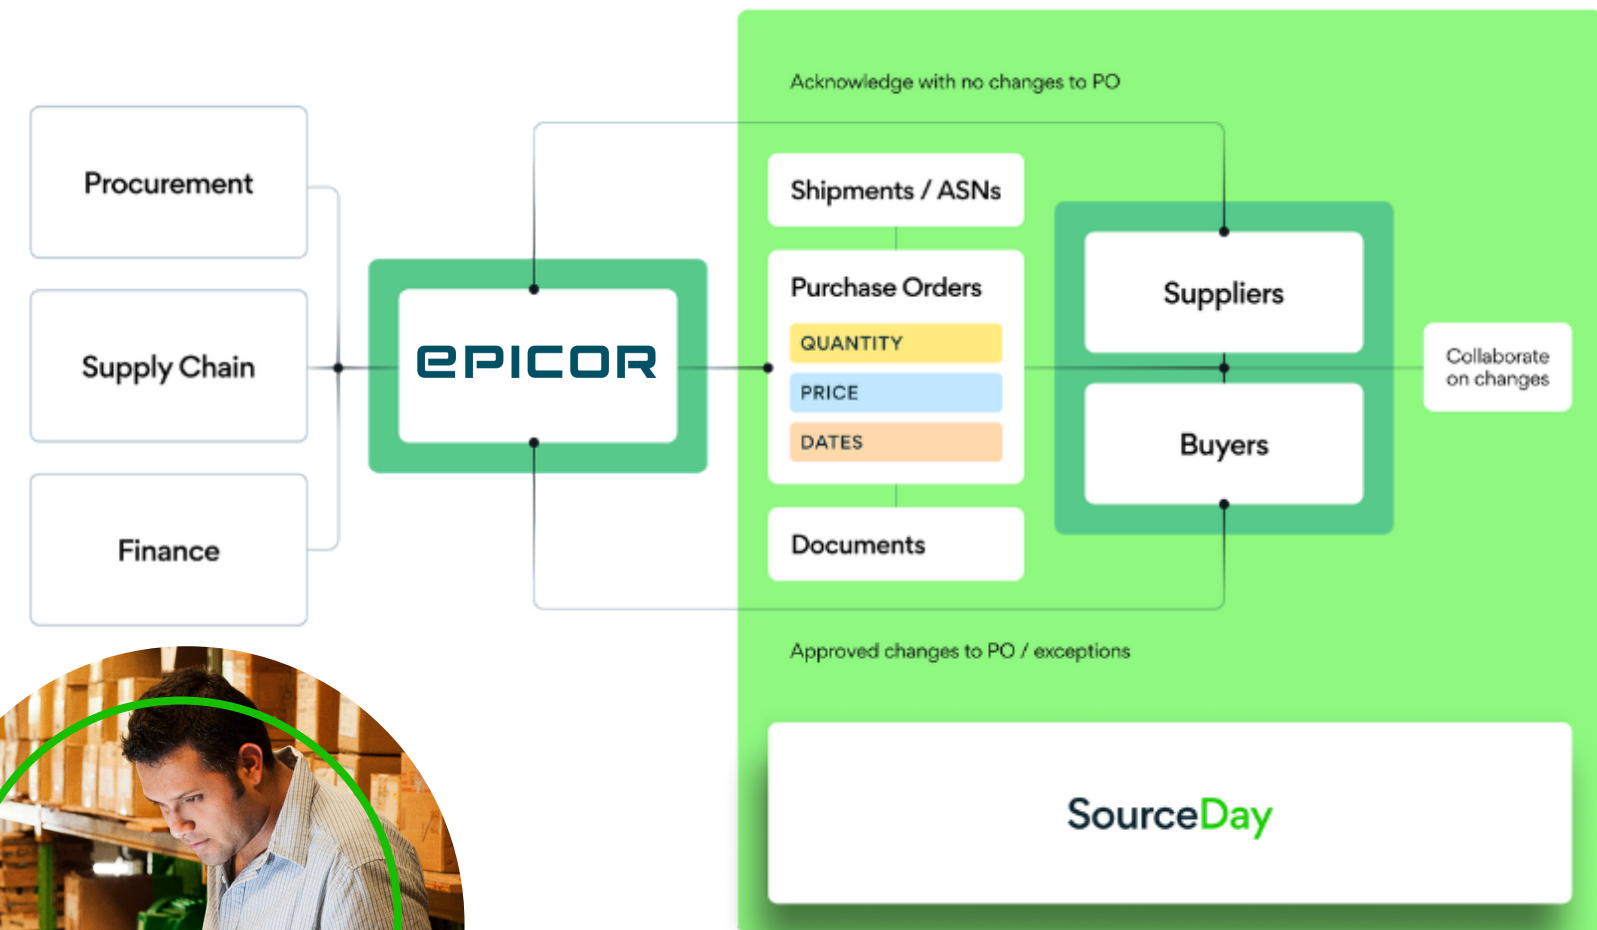 Acknowledge with no changes to PO
Procurement
Supply Chain
Finance
EPICOR
Shipments / ASNs
Purchase Orders
QUANTITY
PRICE
DATES
Documents
Suppliers
Buyers
Collaborate
on changes
Approved changes to PO / exceptions
SourceDay